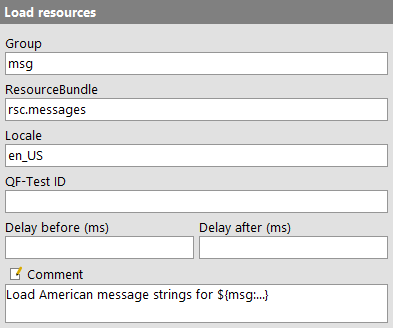 Load resources
Group
msg
ResourceBundle
rsc.messages
Locale
en_US
QF-Test ID
Delay before (ms) Delay after (ms)
Comment
Load American message strings for ${msg:...}